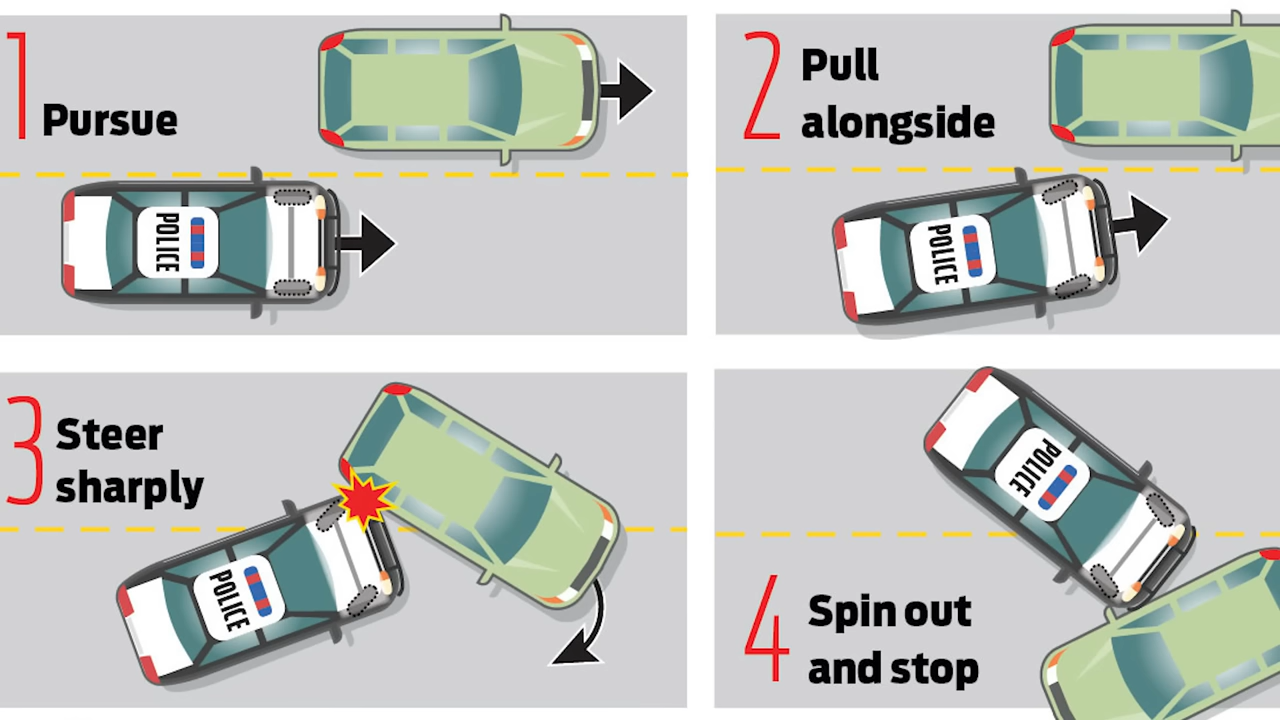 1
Pursue
POLICE
2
Pull
alongside
POLICE
3
Steer
sharply
POLICE
POLICE
4
Spin out
and stop